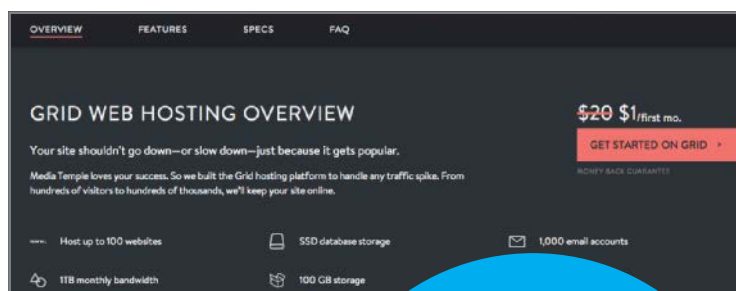 OVERVIEW FEATURES SPECS FAQ
GRID WEB HOSTING OVERVIEW
$20 $1/first mo.
GET STARTED ON GRID
MONEY BACK GUARANTEE
Your site shouldn't go down—or slow down—just because it gets popular.
Media Temple loves your success. So we built the Grid hosting platform to handle any traffic spike. From
hundreds of visitors to hundreds of thousands, we'll keep your site online.
www. Host up to 100 websites
SSD database storage
1,000 email accounts
1TB monthly bandwidth
100 GB storage